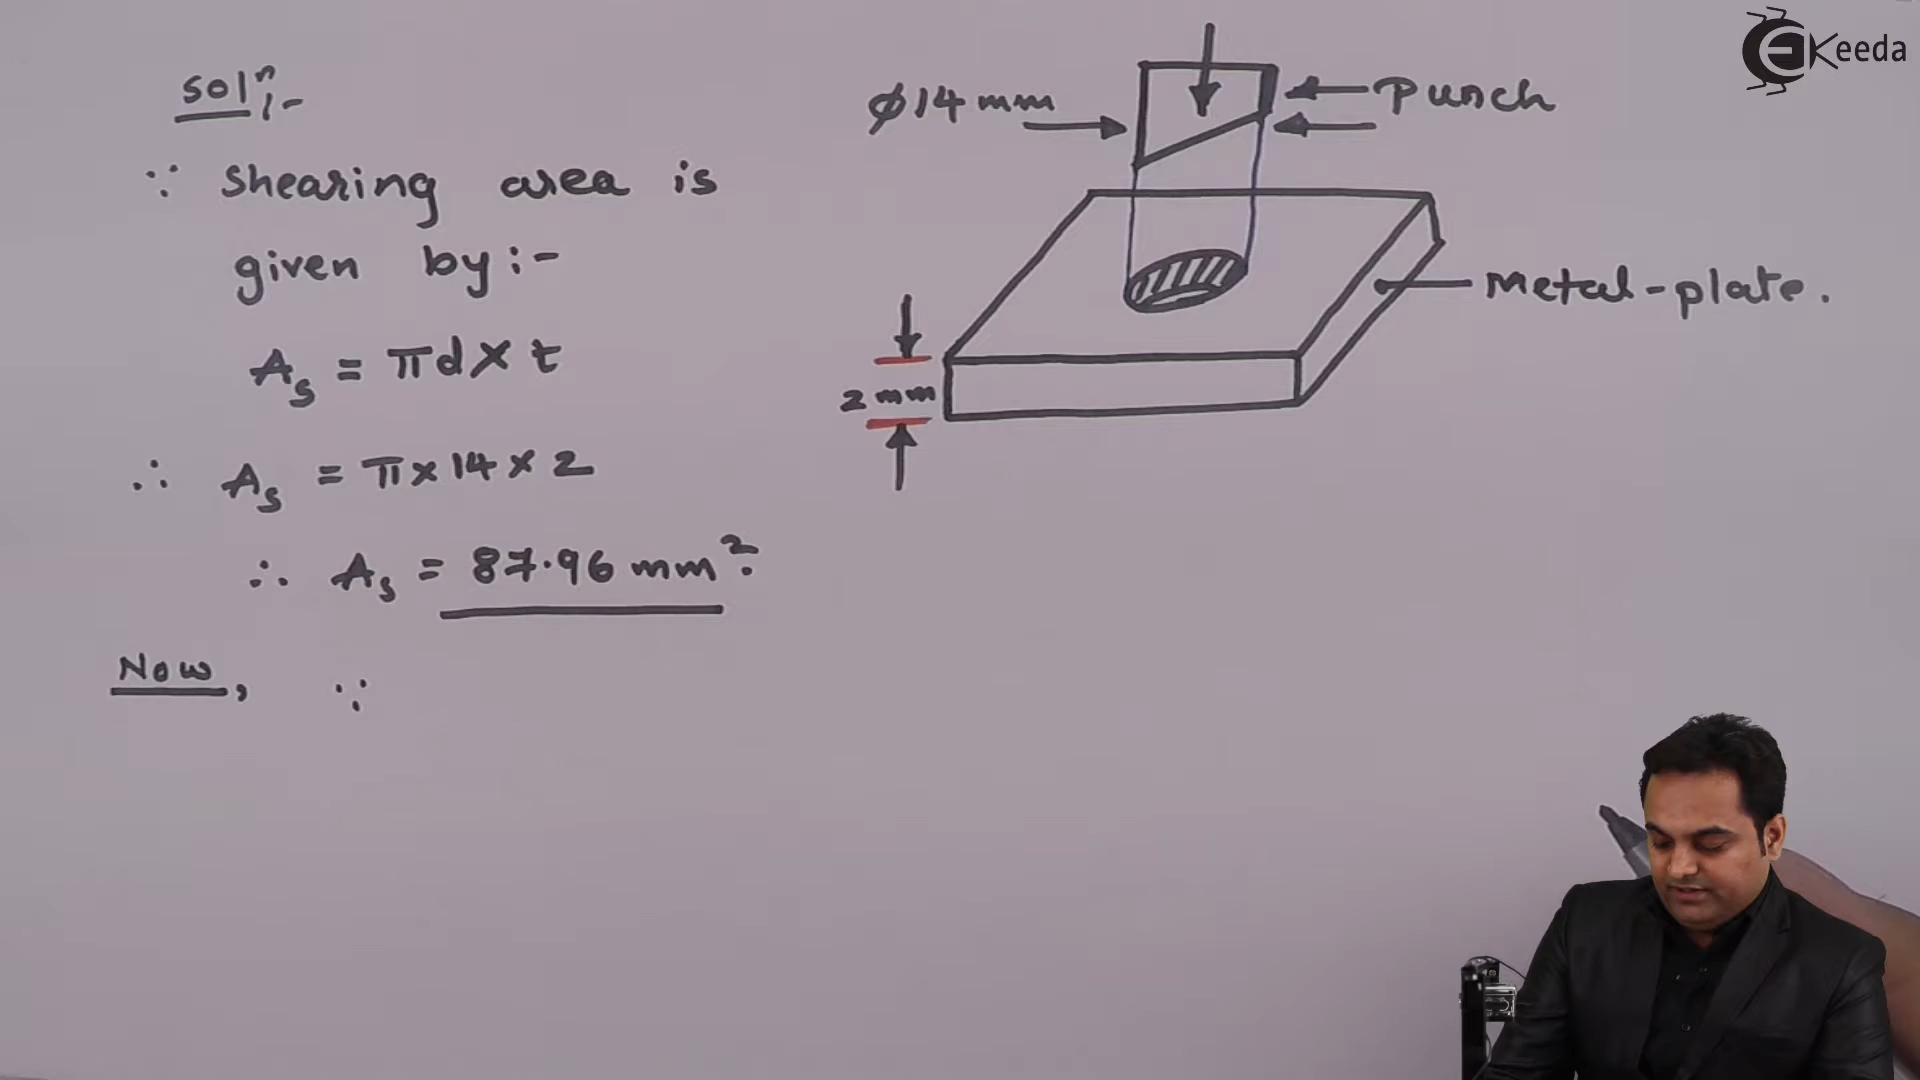 solⁿ:-
∵ shearing area is
given by:-
As = πd × t
∴ As = π × 14 × 2
∴ As = 87.96 mm².
Now, ∵
ϕ14 mm
Punch
Metal-plate.
2 mm
eKeeda